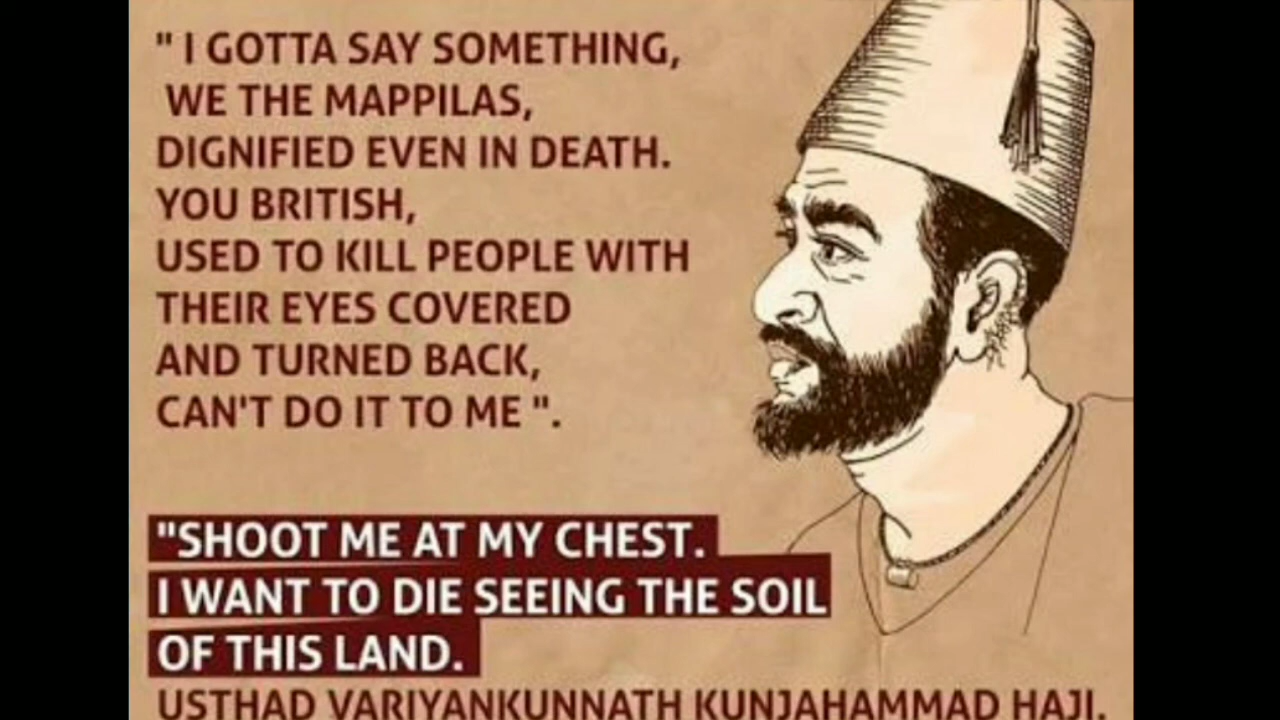 " I GOTTA SAY SOMETHING,
WE THE MAPPILAS,
DIGNIFIED EVEN IN DEATH.
YOU BRITISH,
USED TO KILL PEOPLE WITH
THEIR EYES COVERED
AND TURNED BACK,
CAN'T DO IT TO ME ".
"SHOOT ME AT MY CHEST.
I WANT TO DIE SEEING THE SOIL
OF THIS LAND.
USTHAD VARIYANKUNNATH KUNJAHAMMAD HAJI.